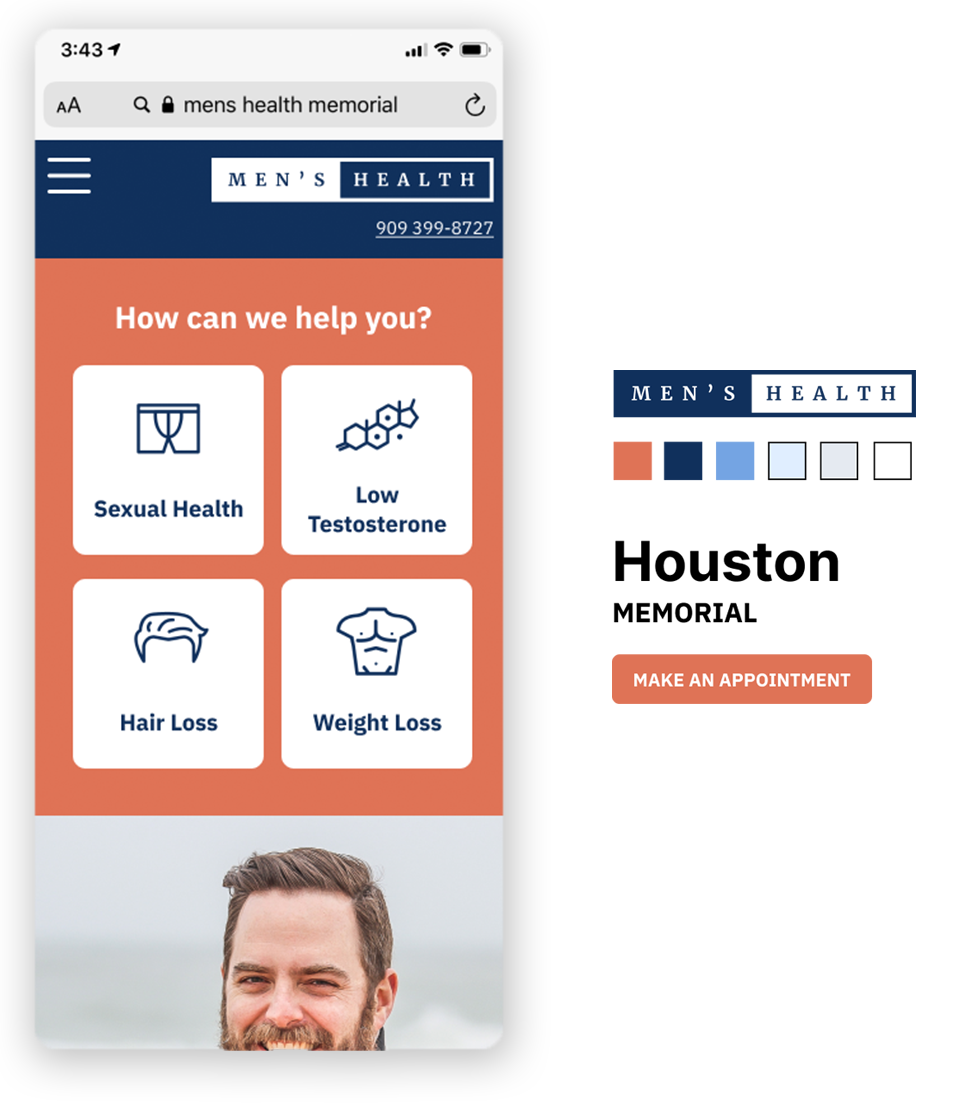 3:43
AA mens health memorial
MEN’S HEALTH
909 399-8727
How can we help you?
Sexual Health
Low
Testosterone
Hair Loss
Weight Loss
MEN’S HEALTH
Houston
MEMORIAL
MAKE AN APPOINTMENT